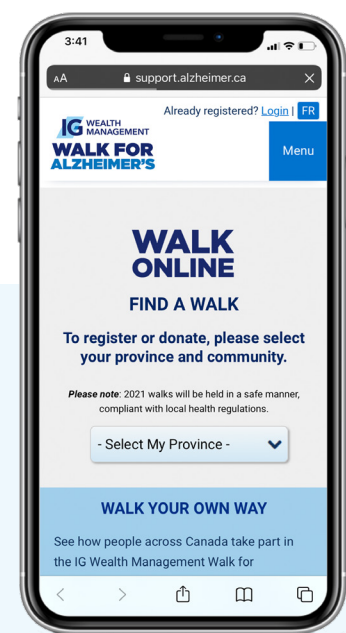 3:41
AA support.alzheimer.ca
Already registered? Login | FR
IG WEALTH
MANAGEMENT
WALK FOR
ALZHEIMER'S
Menu
WALK
ONLINE
FIND A WALK
To register or donate, please select
your province and community.
Please note: 2021 walks will be held in a safe manner,
compliant with local health regulations.
- Select My Province -
WALK YOUR OWN WAY
See how people across Canada take part in
the IG Wealth Management Walk for